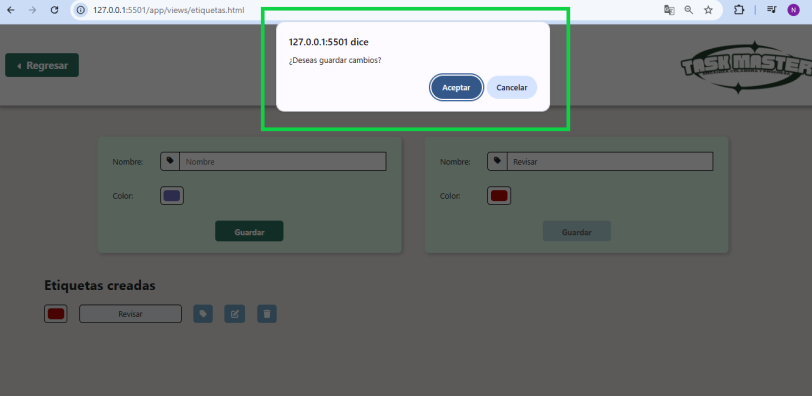 127.0.0.1:5501/app/views/etiquetas.html
N
127.0.0.1:5501 dice
¿Deseas guardar cambios?
Aceptar
Cancelar
Regresar
TASK MASTER
Nombre:
Nombre
Color:
Guardar
Nombre:
Revisar
Color:
Guardar
Etiquetas creadas
Revisar